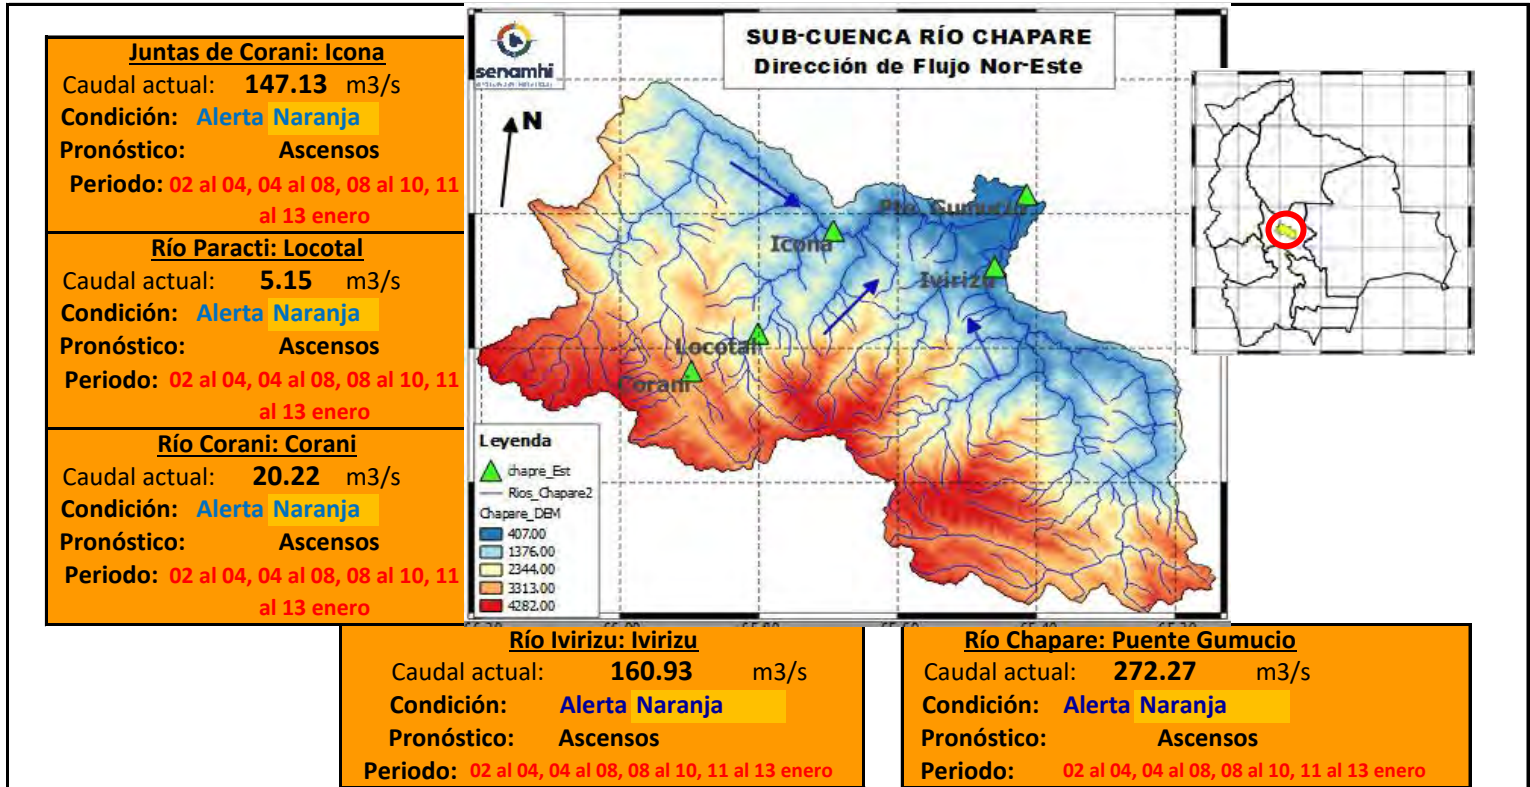 Juntas de Corani: Icona
Caudal actual: 147.13 m3/s
Condición: Alerta Naranja
Pronóstico: Ascensos
Periodo: 02 al 04, 04 al 08, 08 al 10, 11
al 13 enero
Río Paracti: Locotal
Caudal actual: 5.15 m3/s
Condición: Alerta Naranja
Pronóstico: Ascensos
Periodo: 02 al 04, 04 al 08, 08 al 10, 11
al 13 enero
Río Corani: Corani
Caudal actual: 20.22 m3/s
Condición: Alerta Naranja
Pronóstico: Ascensos
Periodo: 02 al 04, 04 al 08, 08 al 10, 11
al 13 enero
senamhi
SUB-CUENCA RÍO CHAPARE
Dirección de Flujo Nor-Este
N
Pte. Gumucio
Icona
Ivirizu
Locotal
Corani
Leyenda
chapre_Est
Rios_Chapare2
Chapare_DEM
407.00
1376.00
2344.00
3313.00
4282.00
Río Ivirizu: Ivirizu
Caudal actual: 160.93 m3/s
Condición: Alerta Naranja
Pronóstico: Ascensos
Periodo: 02 al 04, 04 al 08, 08 al 10, 11 al 13 enero
Río Chapare: Puente Gumucio
Caudal actual: 272.27 m3/s
Condición: Alerta Naranja
Pronóstico: Ascensos
Periodo: 02 al 04, 04 al 08, 08 al 10, 11 al 13 enero